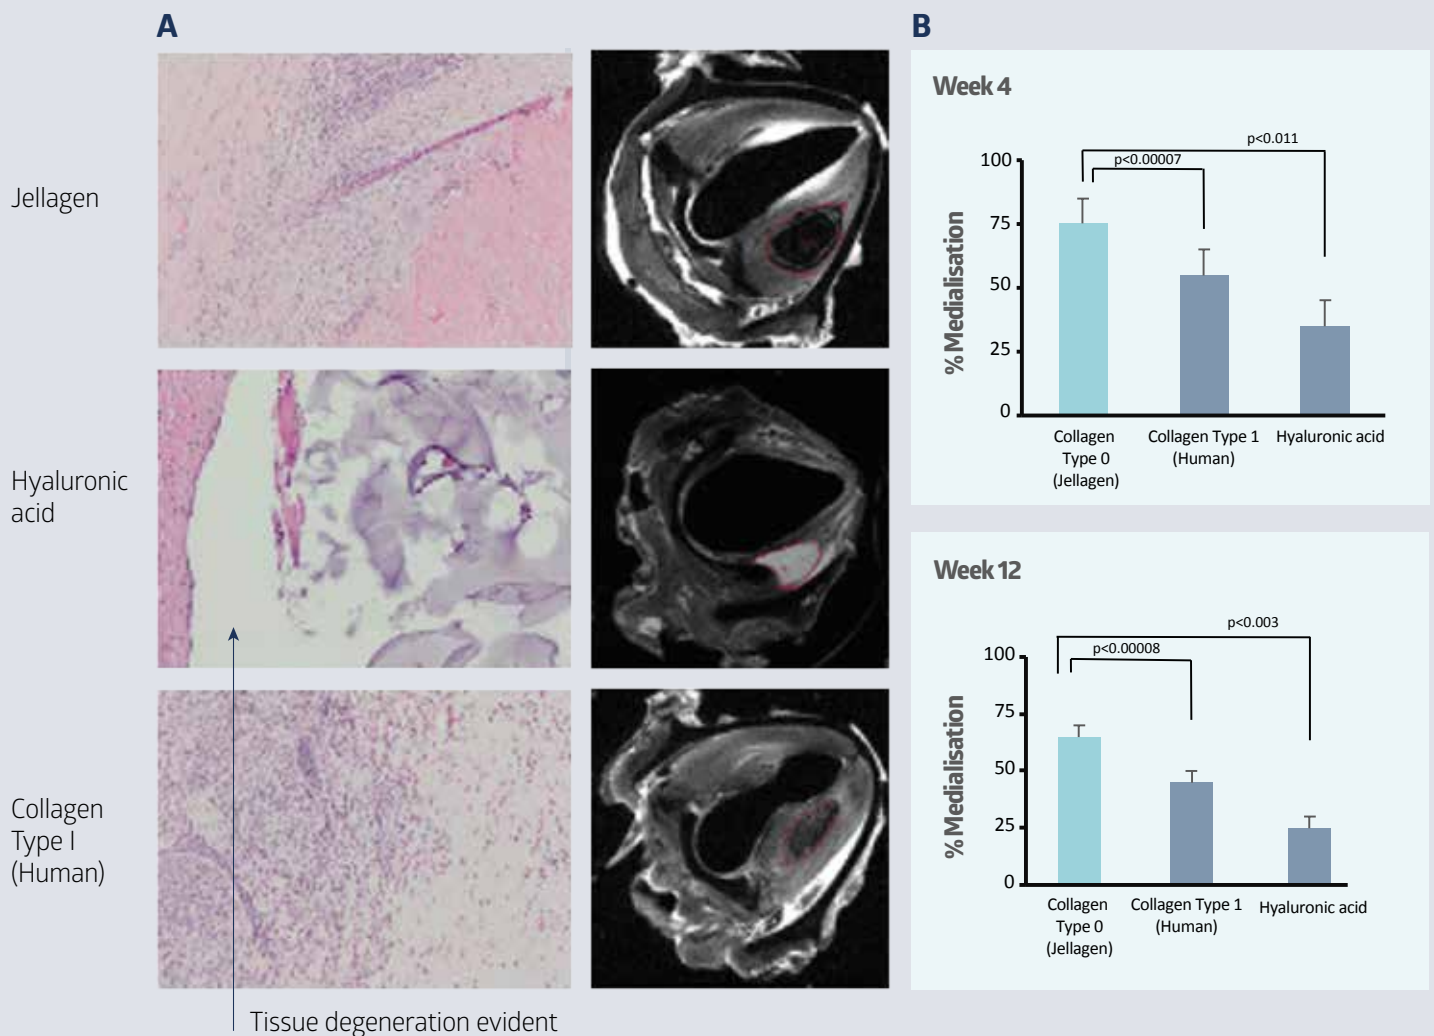 A
Jellagen
Hyaluronic
acid
Collagen
Type I
(Human)
Tissue degeneration evident
B
Week 4
p<0.011
p<0.00007
% Medialisation
100
75
50
25
0
Collagen
Type 0
(Jellagen)
Collagen Type 1
(Human)
Hyaluronic acid
Week 12
p<0.003
p<0.00008
% Medialisation
100
75
50
25
0
Collagen
Type 0
(Jellagen)
Collagen Type 1
(Human)
Hyaluronic acid